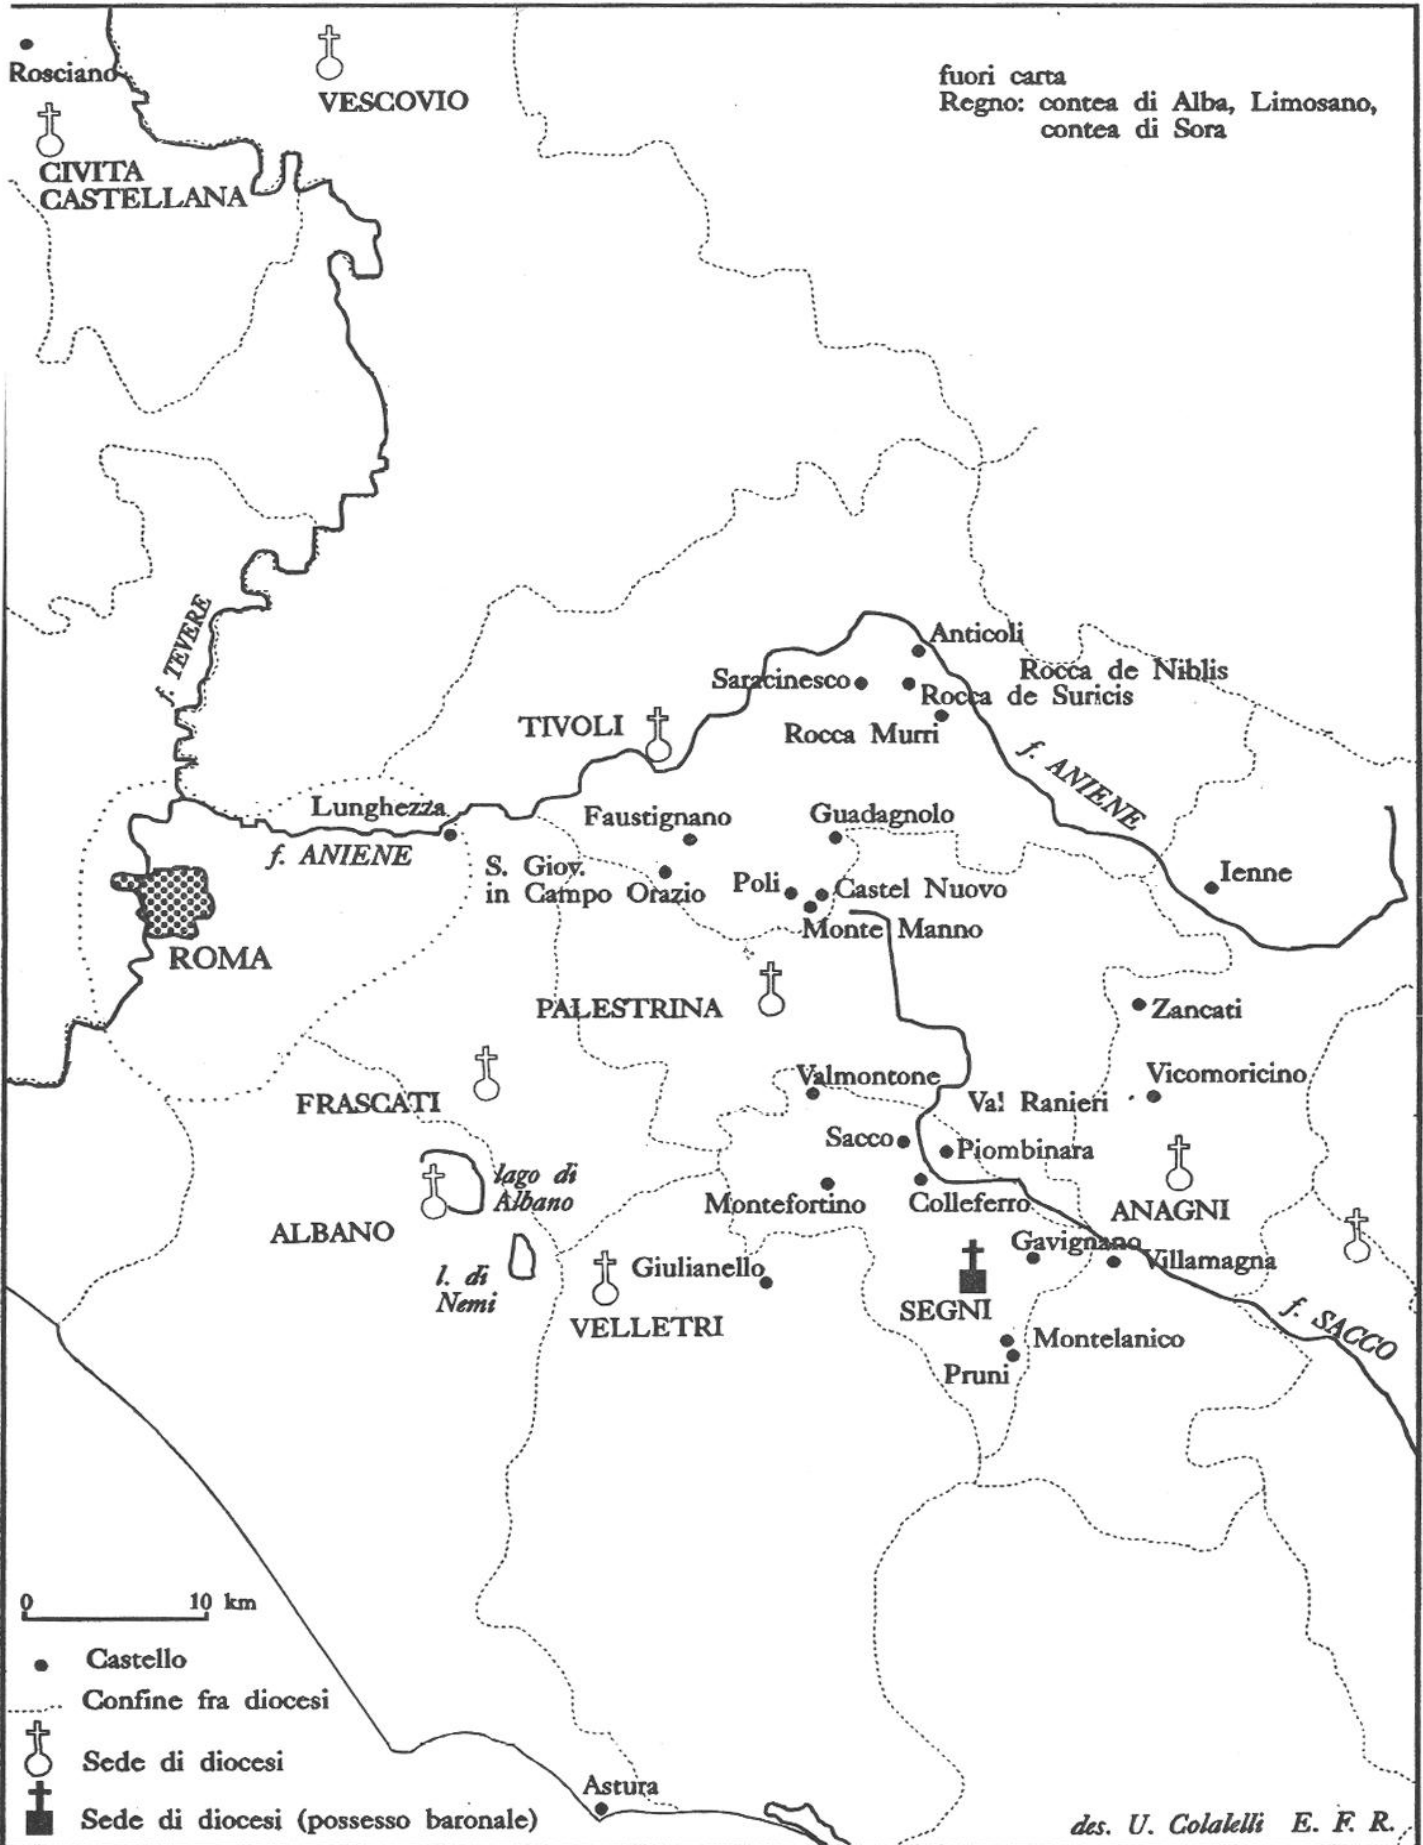 Rosciano
VESCOVIO
fuori carta
Regno: contea di Alba, Limosano,
contea di Sora
CIVITA
CASTELLANA
f. TEVERE
Anticoli
Rocca de Niblis
Saracinesco
Rocca de Suricis
TIVOLI
Rocca Murri
f. ANIENE
Lunghezza
Faustignano
Guadagnolo
f. ANIENE
S. Giov.
in Campo Orazio
Poli
Castel Nuovo
Ienne
Monte Manno
ROMA
PALESTRINA
Zancati
Valmontone
Vicomoricino
FRASCATI
Val Ranieri
Sacco
Piombinara
lago di
Albano
Montefortino
Colleferro
ANAGNI
ALBANO
Gavignano
Villamagna
l. di
Nemi
Giulianello
SEGNI
VELLETRI
f. SACCO
Montelanico
Pruni
0 10 km
Castello
Confine fra diocesi
Sede di diocesi
Astura
Sede di diocesi (possesso baronale)
des. U. Colalelli E. F. R.